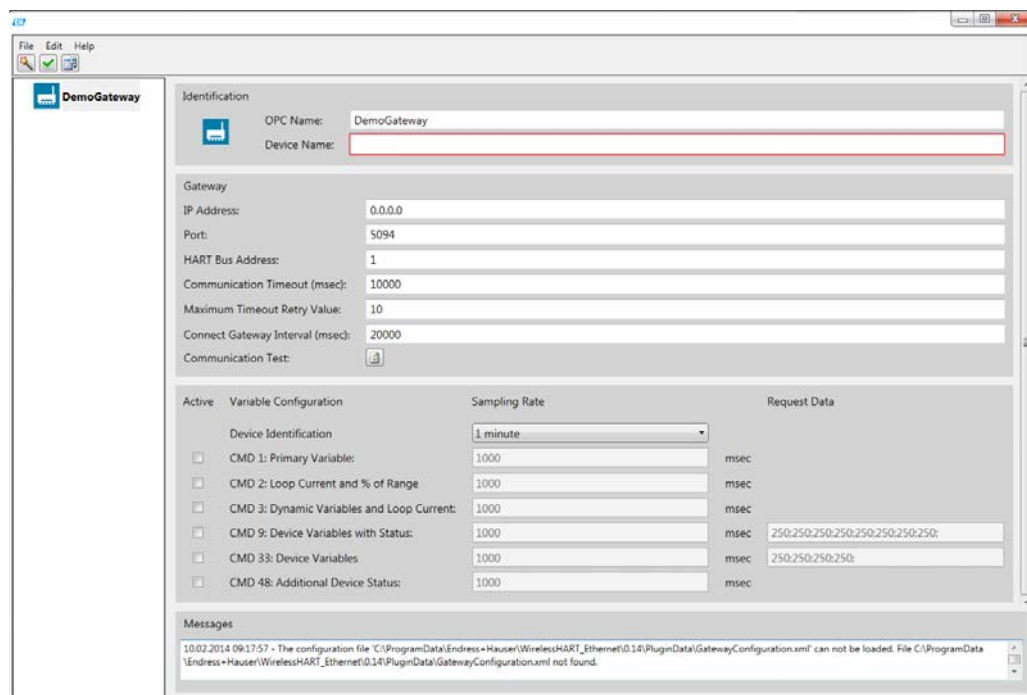 EH
File Edit Help
DemoGateway
Identification
OPC Name: DemoGateway
Device Name:
Gateway
IP Address: 0.0.0.0
Port: 5094
HART Bus Address: 1
Communication Timeout (msec): 10000
Maximum Timeout Retry Value: 10
Connect Gateway Interval (msec): 20000
Communication Test:
Active Variable Configuration Sampling Rate Request Data
Device Identification 1 minute
CMD 1: Primary Variable: 1000 msec
CMD 2: Loop Current and % of Range 1000 msec
CMD 3: Dynamic Variables and Loop Current: 1000 msec
CMD 9: Device Variables with Status: 1000 msec 250;250;250;250;250;250;250;250;
CMD 33: Device Variables 1000 msec 250;250;250;250;
CMD 48: Additional Device Status: 1000 msec
Messages
10.02.2014 09:17:57 - The configuration file 'C:\ProgramData\Endress+Hauser\WirelessHART_Ethernet\0.14\PluginData\GatewayConfiguration.xml' can not be loaded. File C:\ProgramData
\Endress+Hauser\WirelessHART_Ethernet\0.14\PluginData\GatewayConfiguration.xml not found.